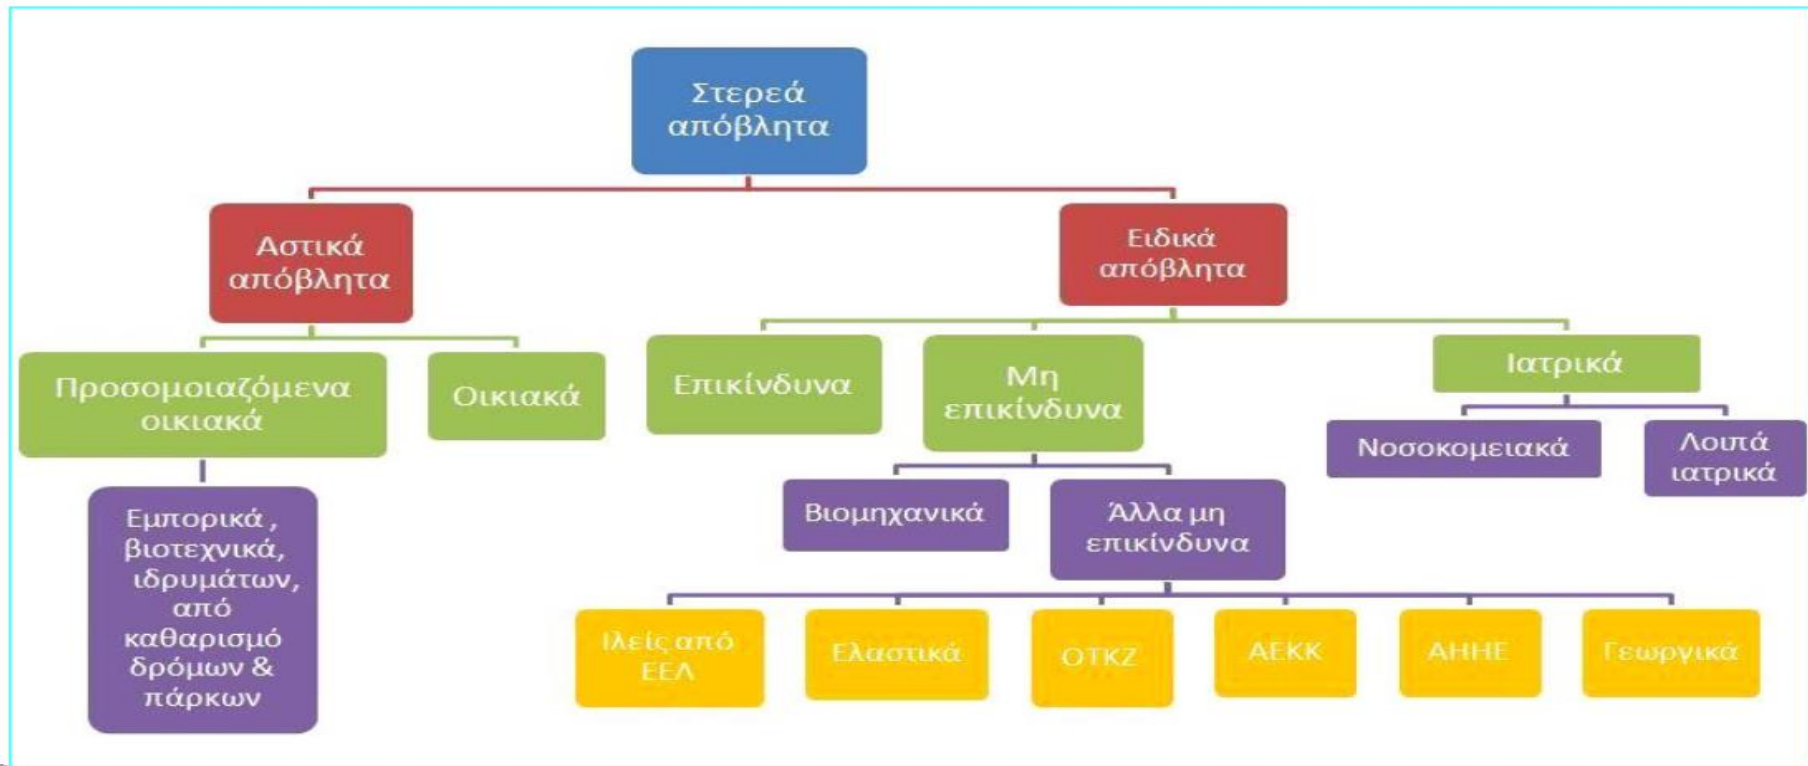 Στερεά
απόβλητα
Αστικά
απόβλητα
Ειδικά
απόβλητα
Προσομοιαζόμενα
οικιακά
Οικιακά
Επικίνδυνα
Μη
επικίνδυνα
Ιατρικά
Εμπορικά ,
βιοτεχνικά,
ιδρυμάτων,
από
καθαρισμό
δρόμων &
πάρκων
Βιομηχανικά
Άλλα μη
επικίνδυνα
Νοσοκομειακά
Λοιπά
ιατρικά
Ιλείς από
ΕΕΛ
Ελαστικά
ΟΤΚΖ
ΑΕΚΚ
ΑΗΗΕ
Γεωργικά